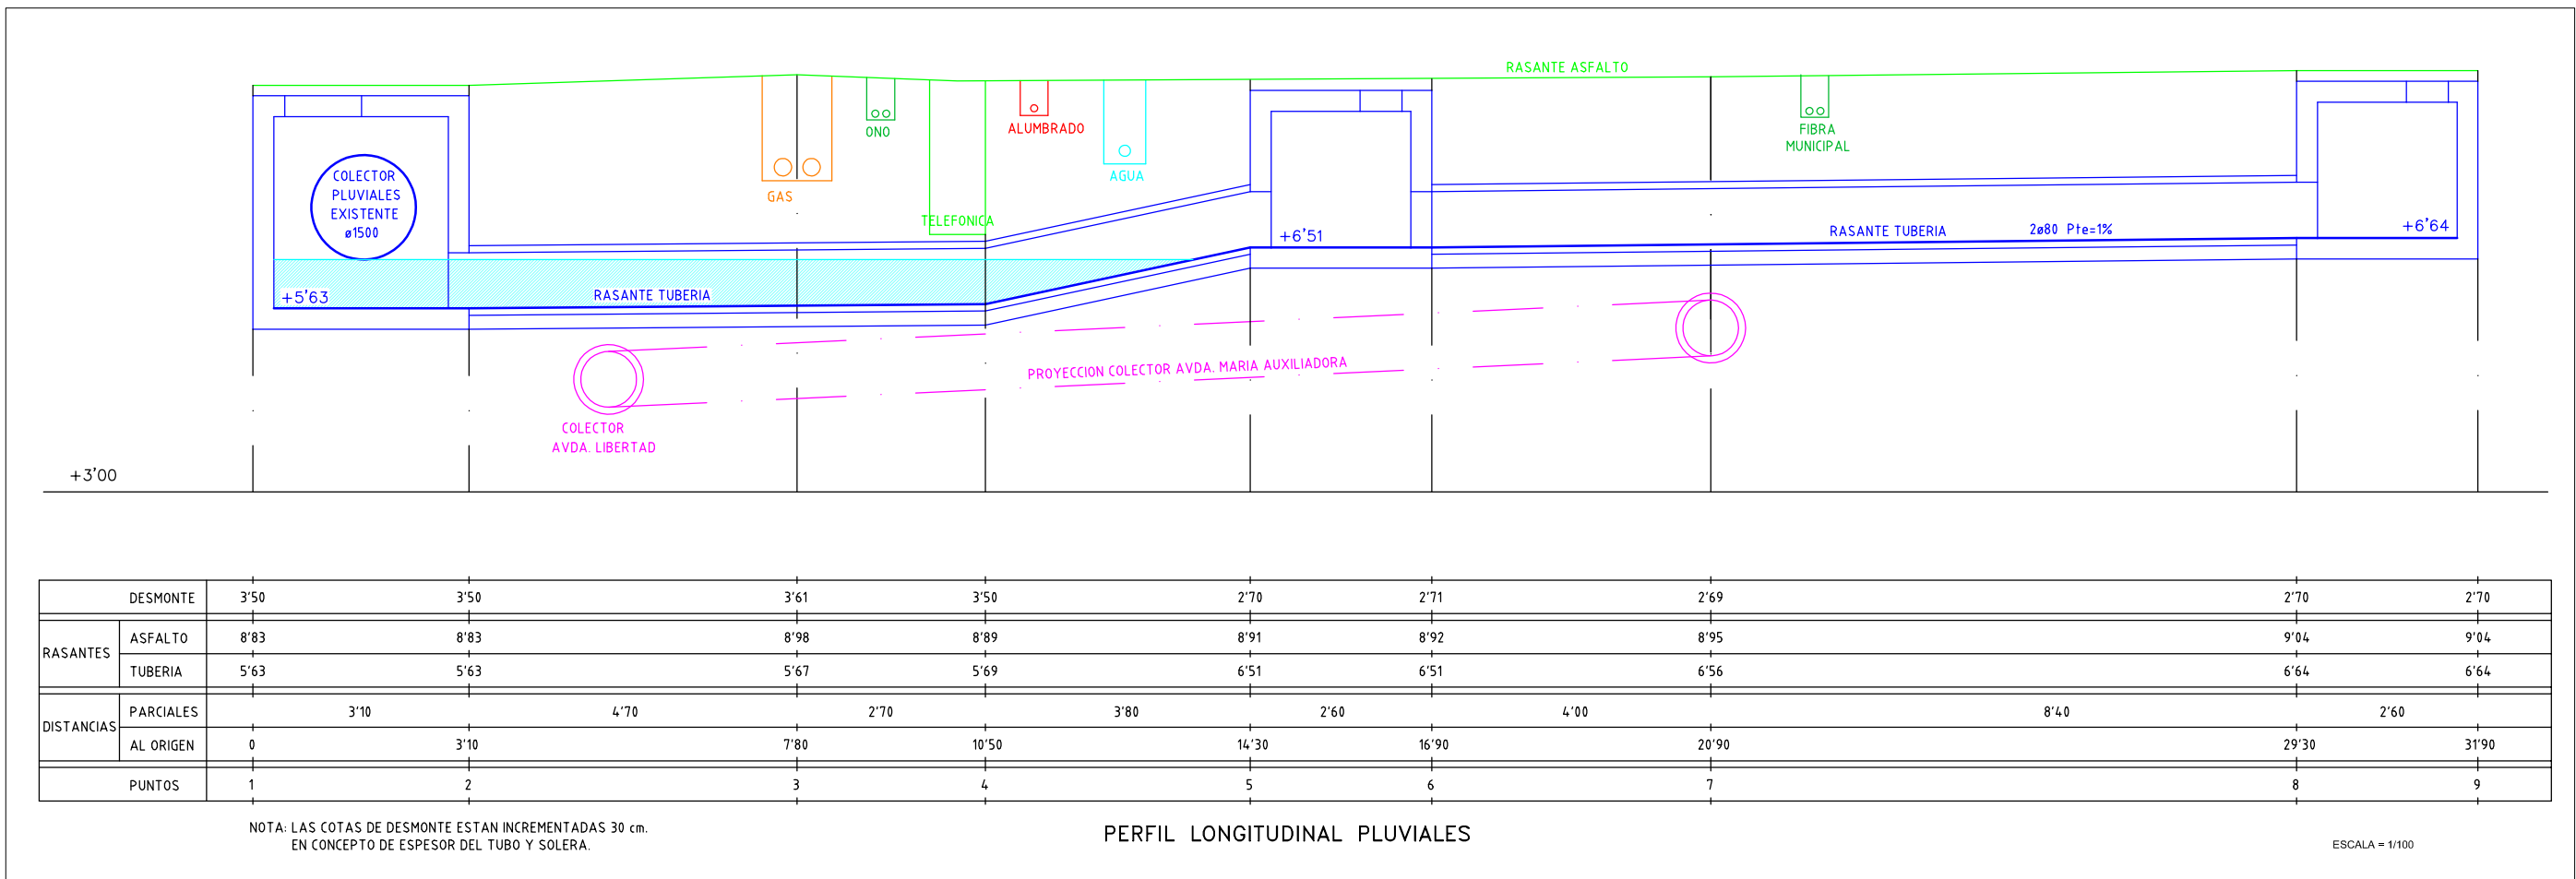 RASANTE ASFALTO
COLECTOR
PLUVIALES
EXISTENTE
ø1500
GAS
ONO
TELEFONICA
ALUMBRADO
AGUA
FIBRA
MUNICIPAL
+5'63
RASANTE TUBERIA
+6'51
RASANTE TUBERIA
2ø80 Pte=1%
+6'64
PROYECCION COLECTOR AVDA. MARIA AUXILIADORA
COLECTOR
AVDA. LIBERTAD
+3'00
DESMONTE 3'50 3'50 3'61 3'50 2'70 2'71 2'69 2'70 2'70
RASANTES
ASFALTO 8'83 8'83 8'98 8'89 8'91 8'92 8'95 9'04 9'04
TUBERIA 5'63 5'63 5'67 5'69 6'51 6'51 6'56 6'64 6'64
DISTANCIAS
PARCIALES 3'10 4'70 2'70 3'80 2'60 4'00 8'40 2'60
AL ORIGEN 0 3'10 7'80 10'50 14'30 16'90 20'90 29'30 31'90
PUNTOS 1 2 3 4 5 6 7 8 9
NOTA: LAS COTAS DE DESMONTE ESTAN INCREMENTADAS 30 cm.
EN CONCEPTO DE ESPESOR DEL TUBO Y SOLERA.
PERFIL LONGITUDINAL PLUVIALES
ESCALA = 1/100